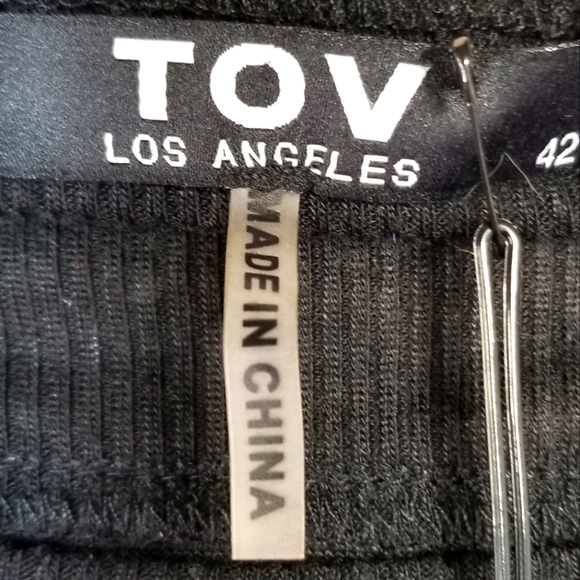 TOV
LOS ANGELES
42
MADE IN CHINA